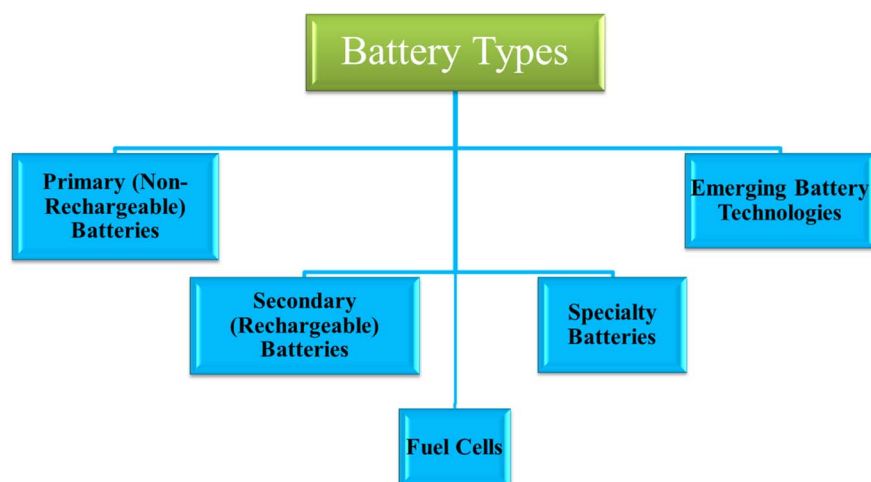 Battery Types
Primary (Non-
Rechargeable)
Batteries
Emerging Battery
Technologies
Secondary
(Rechargeable)
Batteries
Specialty
Batteries
Fuel Cells